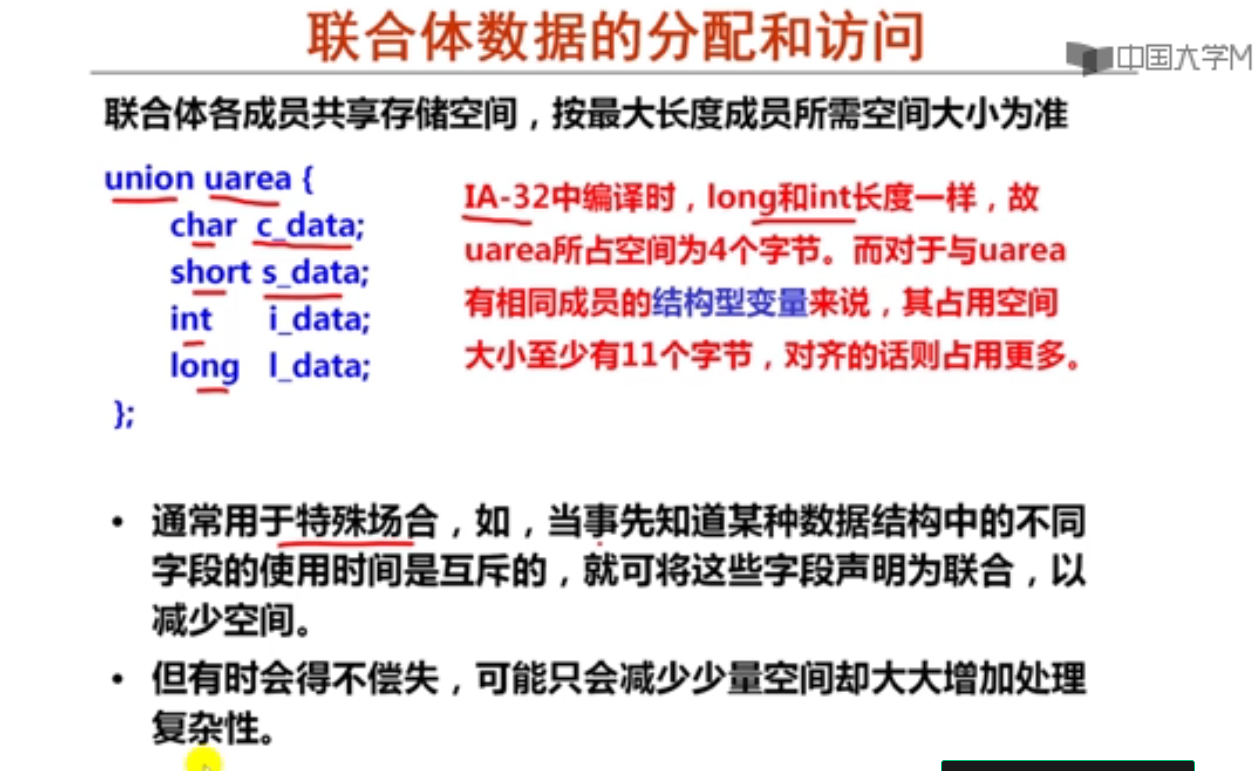 联合体数据的分配和访问
中国大学M
联合体各成员共享存储空间，按最大长度成员所需空间大小为准
union uarea {
char c_data;
short s_data;
int i_data;
long l_data;
};
IA-32中编译时，long和int长度一样，故
uarea所占空间为4个字节。而对于与uarea
有相同成员的结构型变量来说，其占用空间
大小至少有11个字节，对齐的话则占用更多。
• 通常用于特殊场合，如，当事先知道某种数据结构中的不同
字段的使用时间是互斥的，就可将这些字段声明为联合，以
减少空间。
• 但有时会得不偿失，可能只会减少少量空间却大大增加处理
复杂性。